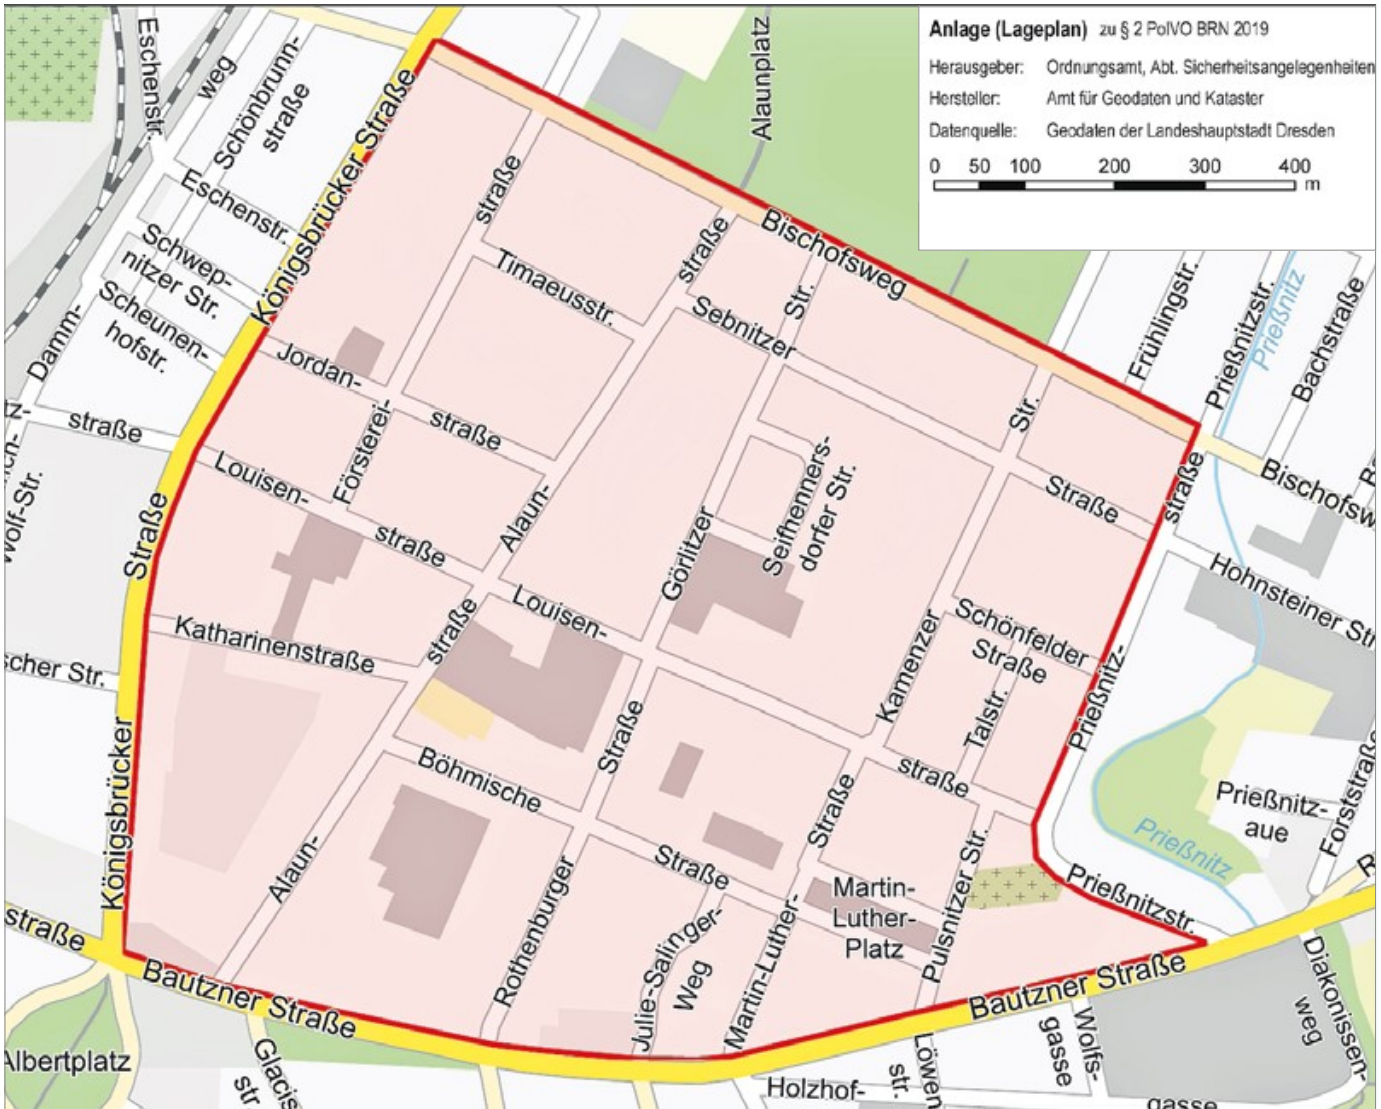 Anlage (Lageplan) zu § 2 PolVO BRN 2019
Herausgeber: Ordnungsamt, Abt. Sicherheitsangelegenheiten
Hersteller: Amt für Geodaten und Kataster
Datenquelle: Geodaten der Landeshauptstadt Dresden
0 50 100 200 300 400 m
Eschenstr.
weg
Schönbrunn-
straße
Alaunplatz
Königsbrücker Straße
Eschenstr.
Schwep-
nitzer Str.
Scheunen-
hofstr.
Damm-
straße
Timaeusstr.
straße
Bischofsweg
Str.
Sebnitzer
Frühlingstr.
Prießnitzstr.
Prießnitz
Bachstraße
Jordan-
straße
Försterei-
tz-
straße
Wolf-Str.
Louisen-
straße
Alaun-
Görlitzer
Seifhenners-
dorfer Str.
Str.
Straße
straße
Bischofsw
Hohnsteiner Str
Straße
Königsbrücker
scher Str.
Katharinenstraße
straße
Louisen-
Straße
Kamenzer
Schönfelder
Straße
Talstr.
Prießnitz-
straße
Böhmische
Straße
Alaun-
Rothenburger
Julie-Salinger-
Weg
Martin-Luther-
Straße
Martin-
Luther-
Platz
Pulsnitzer Str.
Prießnitzstr.
Prießnitz
Prießnitz-
aue
Forststraße
R
straße
Bautzner Straße
Bautzner Straße
Albertplatz
Glacis
str.
Holzhof-
Löwen
str.
Wolfs-
gasse
gasse
Diakonissen-
weg